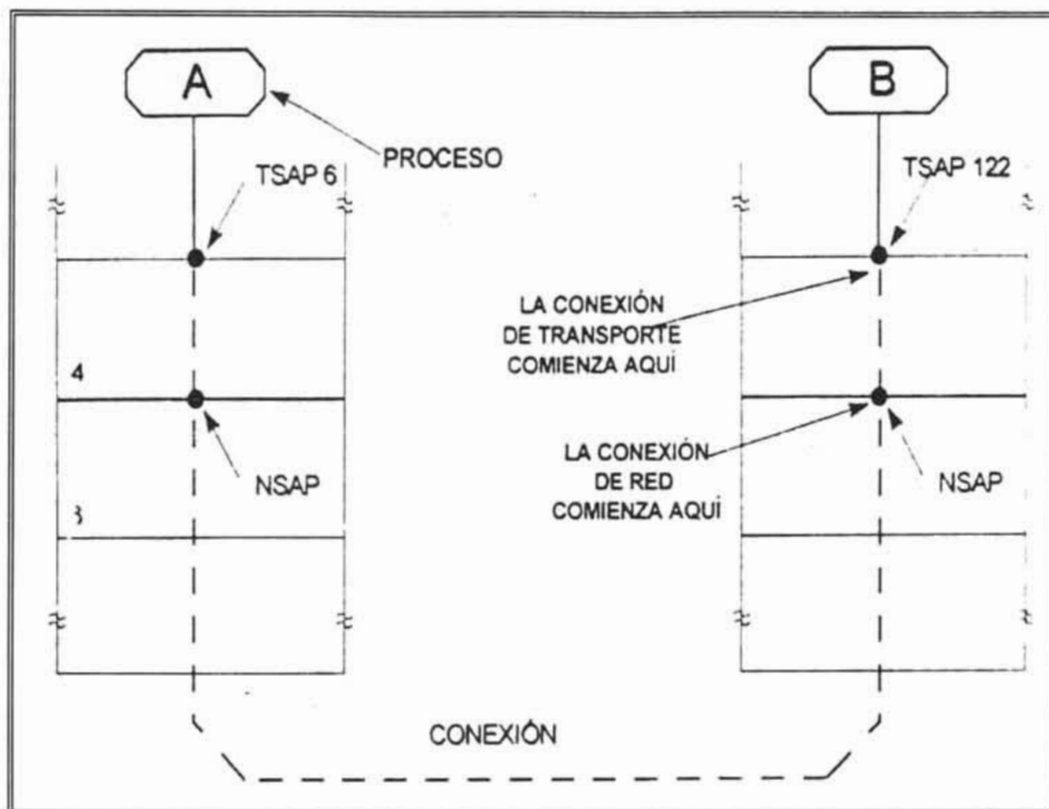 A
B
PROCESO
TSAP 6
TSAP 122
LA CONEXIÓN
DE TRANSPORTE
COMIENZA AQUÍ
4
NSAP
LA CONEXIÓN
DE RED
COMIENZA AQUÍ
NSAP
3
CONEXIÓN